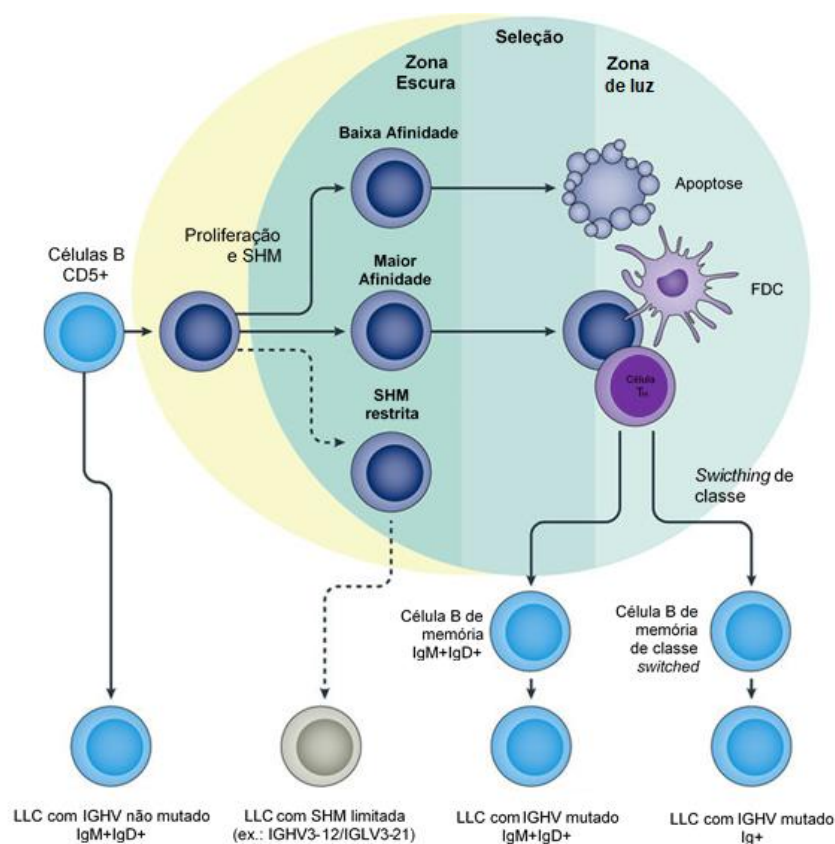 Seleção
Zona
Escura
Zona
de luz
Baixa Afinidade
Apoptose
Proliferação
e SHM
Células B
CD5+
Maior
Afinidade
FDC
Célula
SHM
restrita
Swicthing de
classe
Célula B de
memória
IgM+IgD+
Célula B de
memória
de classe
switched
LLC com IGHV não mutado
IgM+IgD+
LLC com SHM limitada
(ex.: IGHV3-12/IGLV3-21)
LLC com IGHV mutado
IgM+IgD+
LLC com IGHV mutado
Ig+